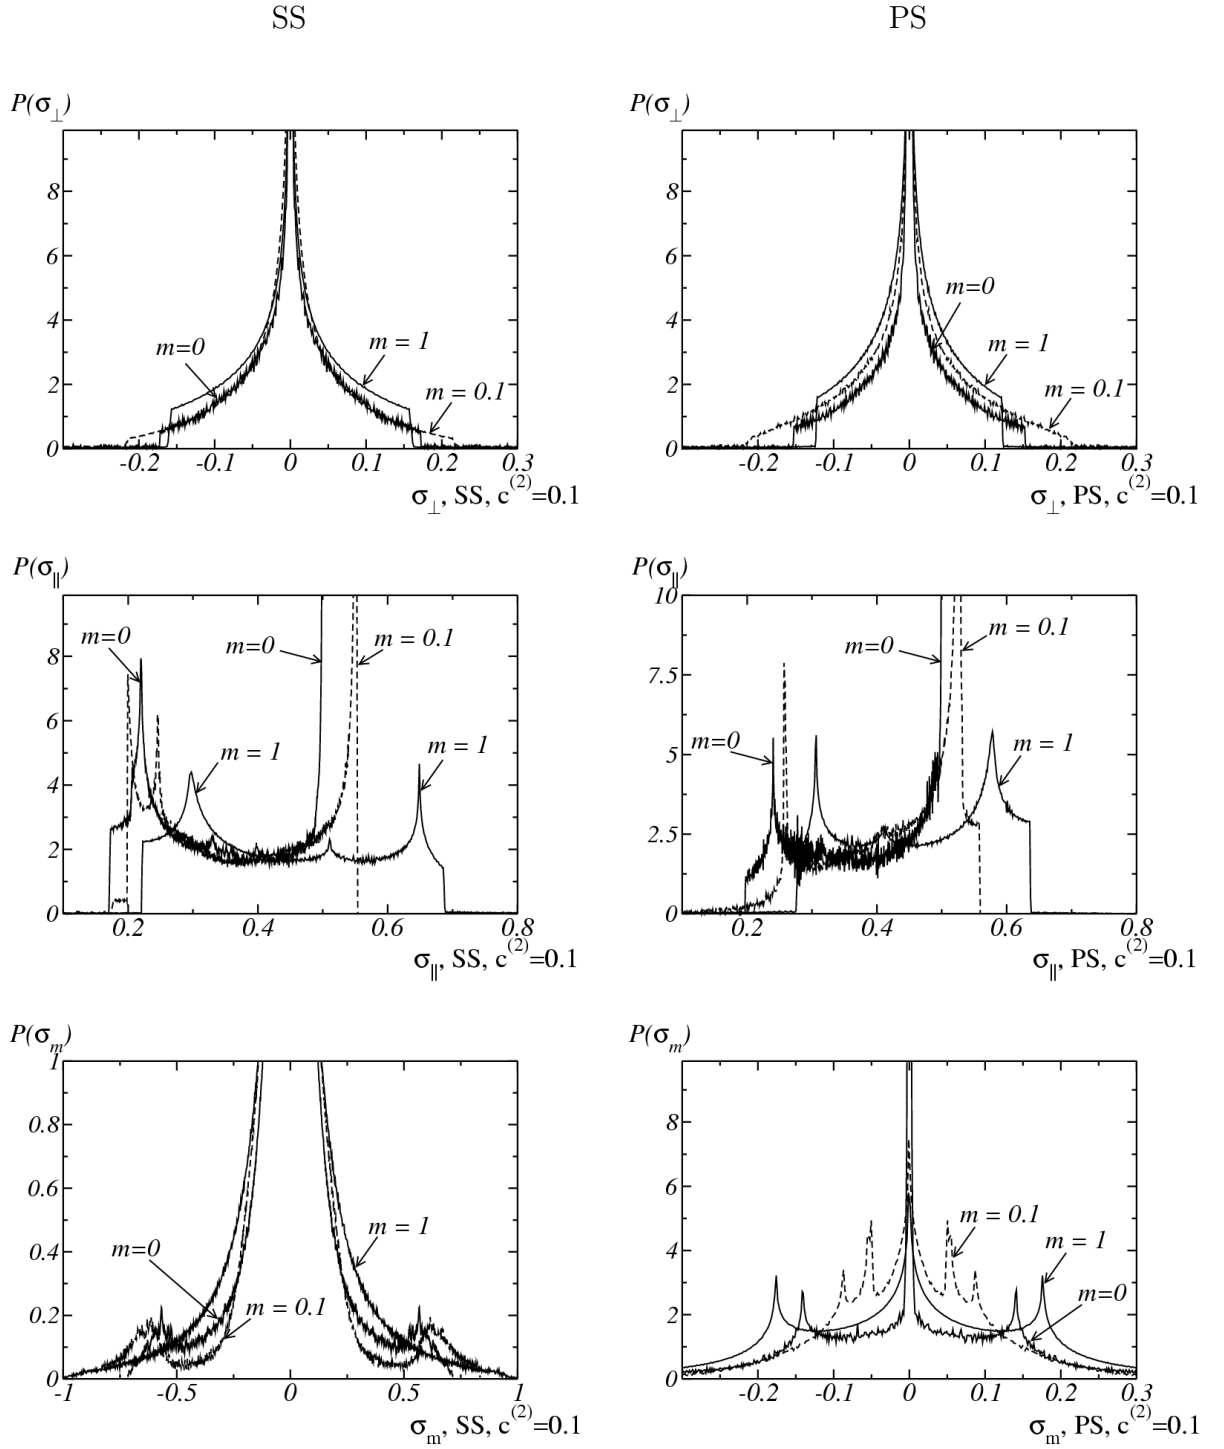 SS
PS
P(σ⊥)
P(σ⊥)
8
6
4
2
0
m=0
m = 1
m = 0.1
-0.2
-0.1
0
0.1
0.2
0.3
σ⊥, SS, c(2)=0.1
8
6
4
2
0
m=0
m = 1
m = 0.1
-0.2
-0.1
0
0.1
0.2
0.3
σ⊥, PS, c(2)=0.1
P(σ||)
8
6
4
2
0
m=0
m=0
m = 0.1
m = 1
m = 1
0.2
0.4
0.6
0.8
σ||, SS, c(2)=0.1
P(σ||)
10
7.5
5
2.5
0
m=0
m = 0.1
m=0
m = 1
0.2
0.4
0.6
0.8
σ||, PS, c(2)=0.1
P(σm)
1
0.8
0.6
0.4
0.2
0
m=0
m = 1
m = 0.1
-1
-0.5
0
0.5
1
σm, SS, c(2)=0.1
P(σm)
8
6
4
2
0
m = 0.1
m = 1
m=0
-0.2
-0.1
0
0.1
0.2
0.3
σm, PS, c(2)=0.1